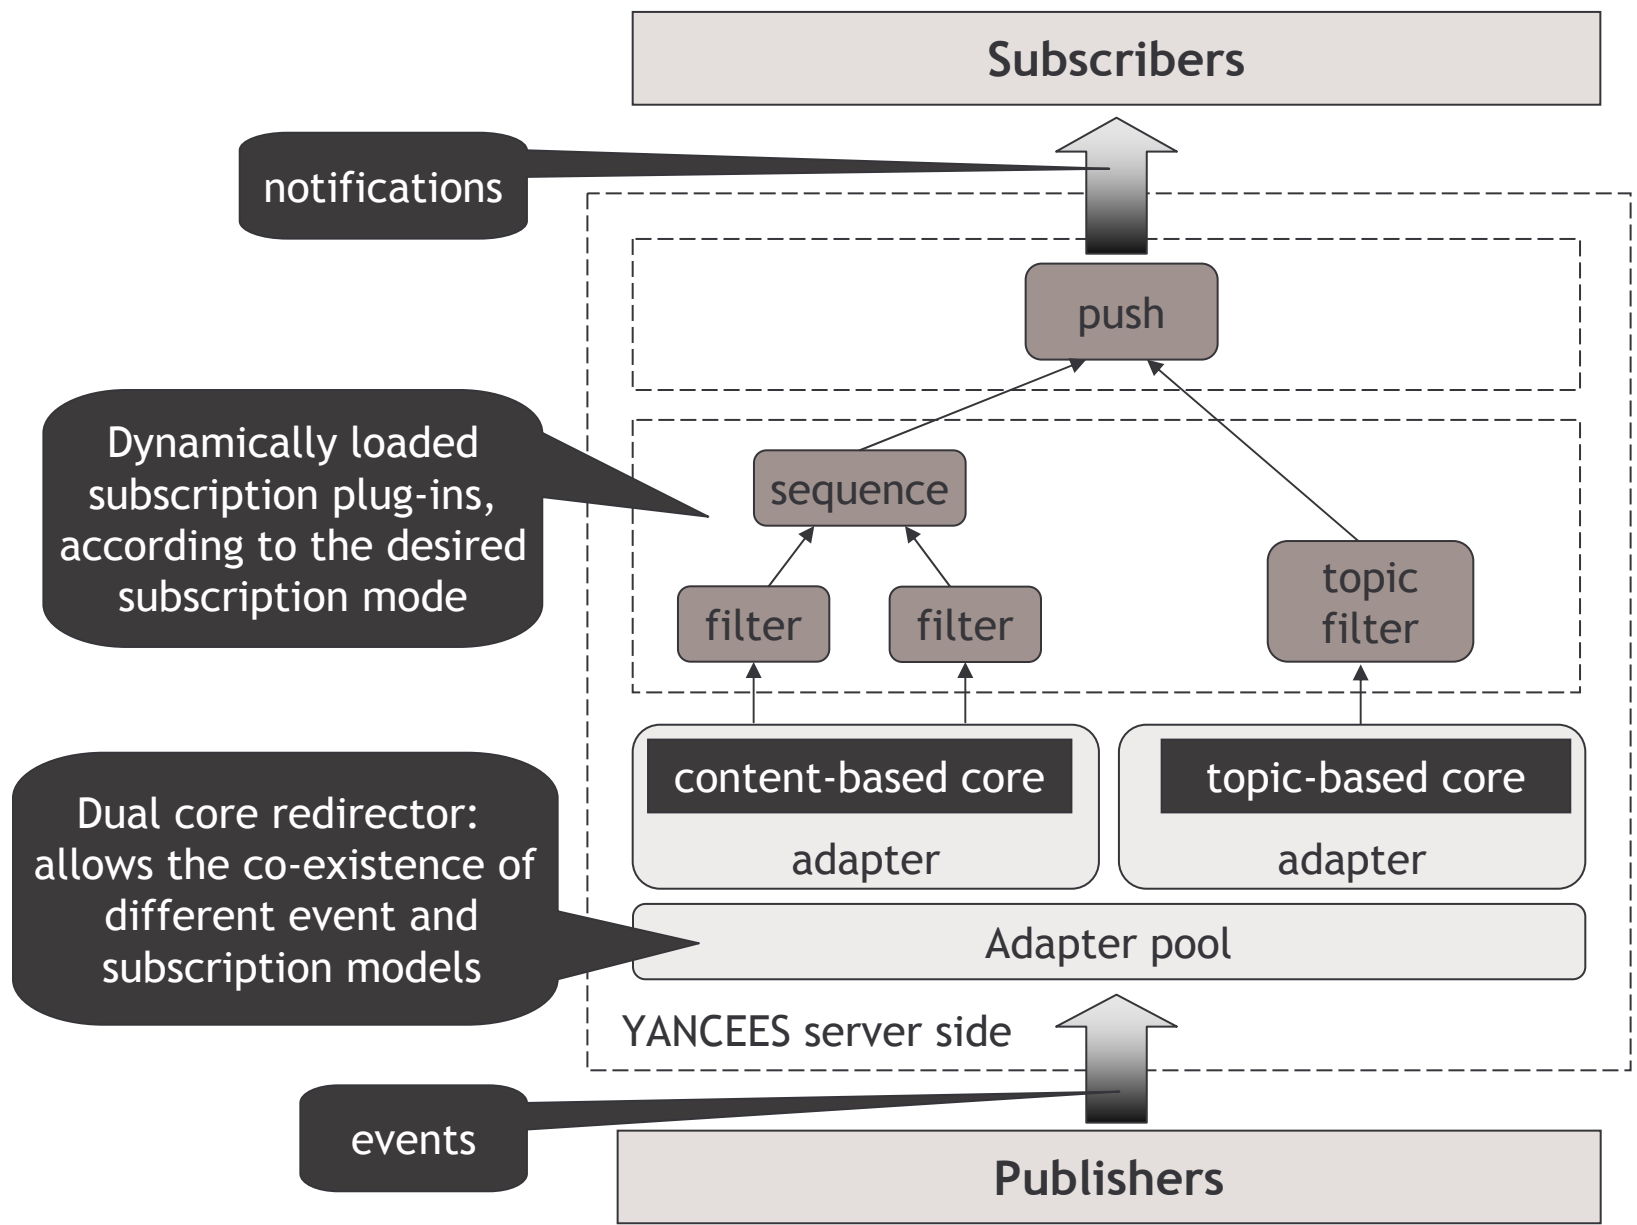 Subscribers
notifications
push
Dynamically loaded
subscription plug-ins,
according to the desired
subscription mode
sequence
filter
filter
topic
filter
content-based core
adapter
topic-based core
adapter
Dual core redirector:
allows the co-existence of
different event and
subscription models
Adapter pool
YANCEES server side
events
Publishers